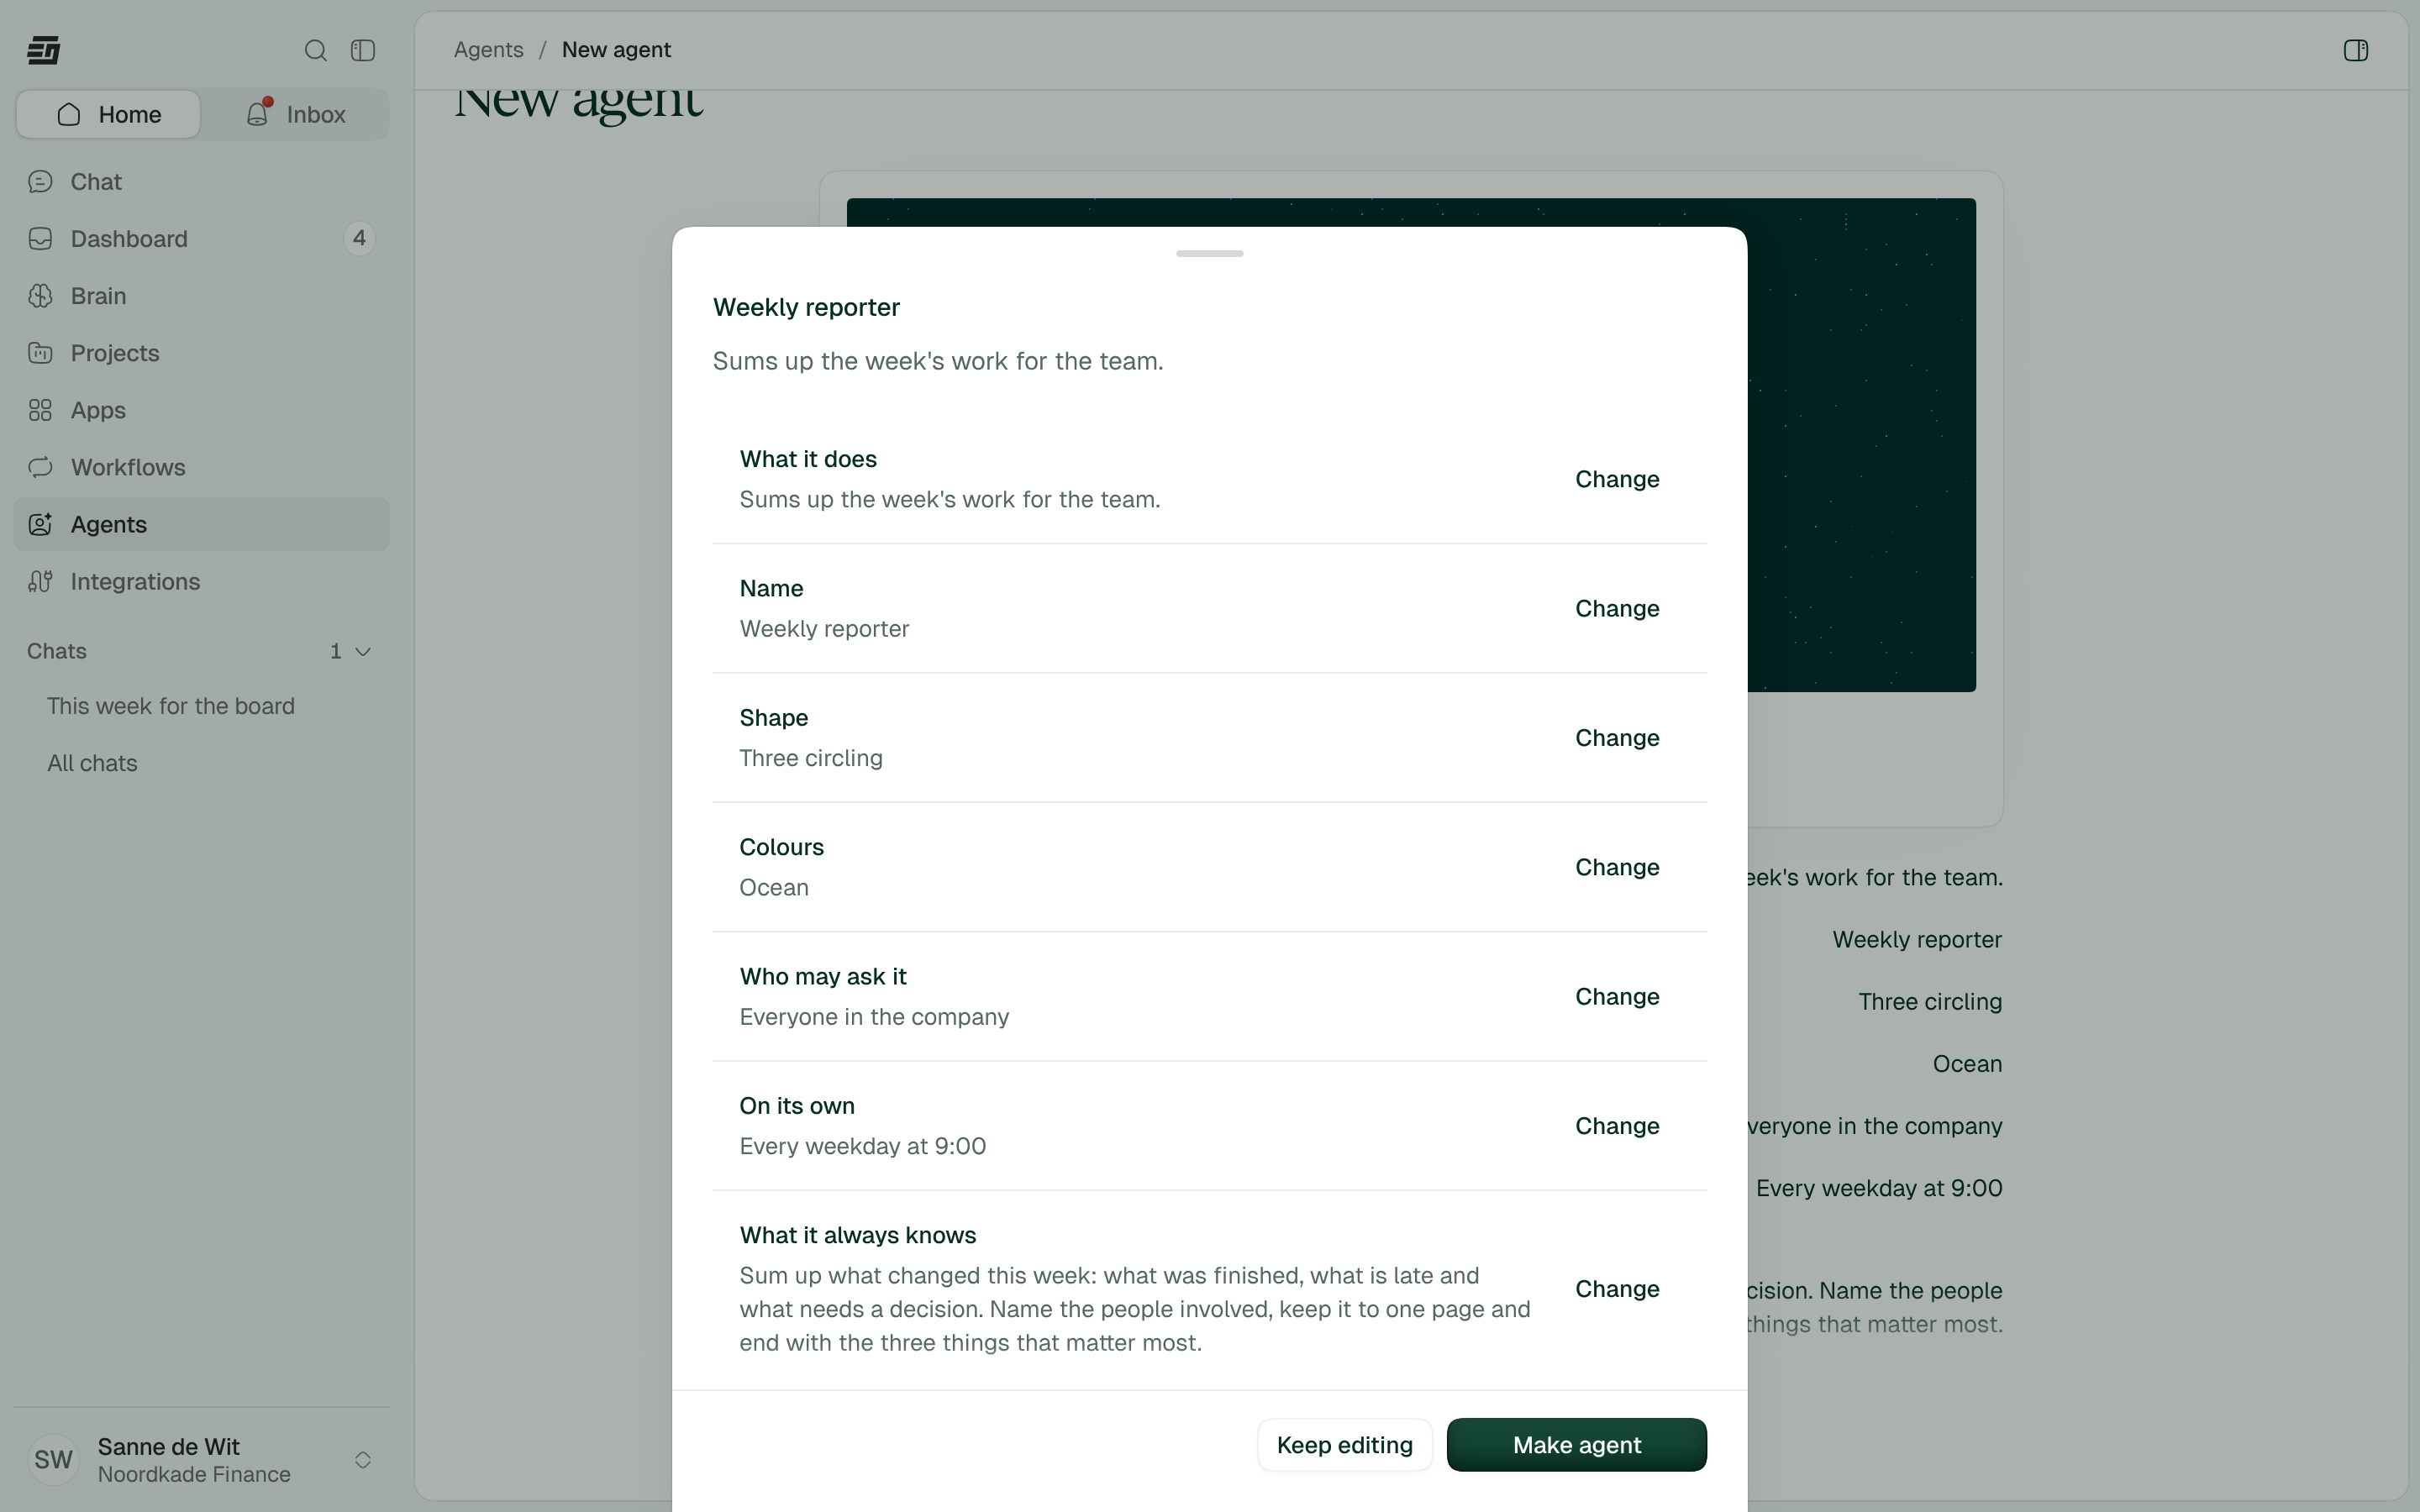 Agents / New agent
New agent
Home
Inbox
Chat
Dashboard 4
Brain
Projects
Apps
Workflows
Agents
Integrations
Chats 1
This week for the board
All chats
SW
Sanne de Wit
Noordkade Finance
Weekly reporter
Sums up the week's work for the team.
What it does
Sums up the week's work for the team.
Change
Name
Weekly reporter
Change
Shape
Three circling
Change
Colours
Ocean
Change
Who may ask it
Everyone in the company
Change
On its own
Every weekday at 9:00
Change
What it always knows
Sum up what changed this week: what was finished, what is late and
what needs a decision. Name the people involved, keep it to one page and
end with the three things that matter most.
Change
Keep editing
Make agent
eek's work for the team.
Weekly reporter
Three circling
Ocean
veryone in the company
Every weekday at 9:00
cision. Name the people
things that matter most.